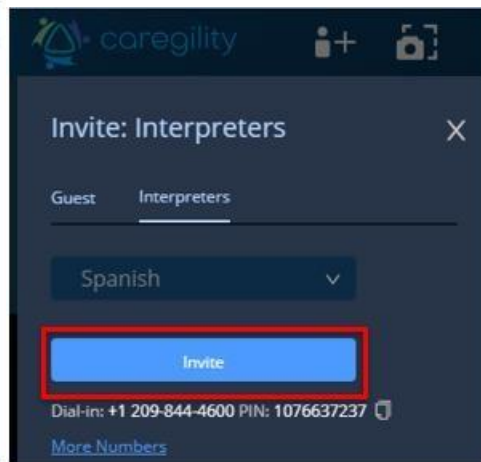 caregility
Invite: Interpreters
Guest Interpreters
Spanish
Invite
Dial-in: +1 209-844-4600 PIN: 1076637237
More Numbers